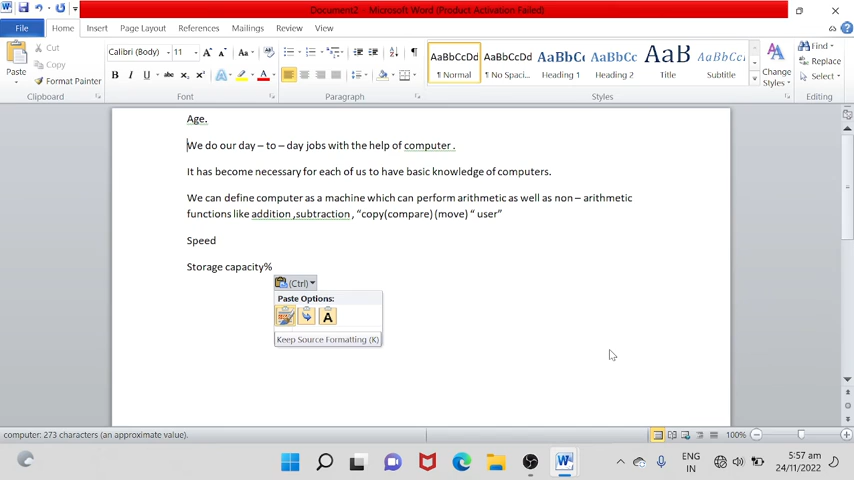 Document2 - Microsoft Word (Product Activation Failed)
File Home Insert Page Layout References Mailings Review View
Paste Cut Copy Format Painter
Clipboard
Calibri (Body) 11
B I U abc x₂ x² A A
Font
Paragraph
AaBbCcDd AaBbCcDd AaBbC AaBbCc AaB AaBbCcI
¶ Normal ¶ No Spaci... Heading 1 Heading 2 Title Subtitle
Change Styles
Styles
Find Replace Select
Editing
Age.
We do our day – to – day jobs with the help of computer .
It has become necessary for each of us to have basic knowledge of computers.
We can define computer as a machine which can perform arithmetic as well as non – arithmetic
functions like addition ,subtraction , “copy(compare) (move) “ user”
Speed
Storage capacity%
(Ctrl)
Paste Options:
A
Keep Source Formatting (K)
computer: 273 characters (an approximate value).
100%
ENG
IN
5:57 am
24/11/2022